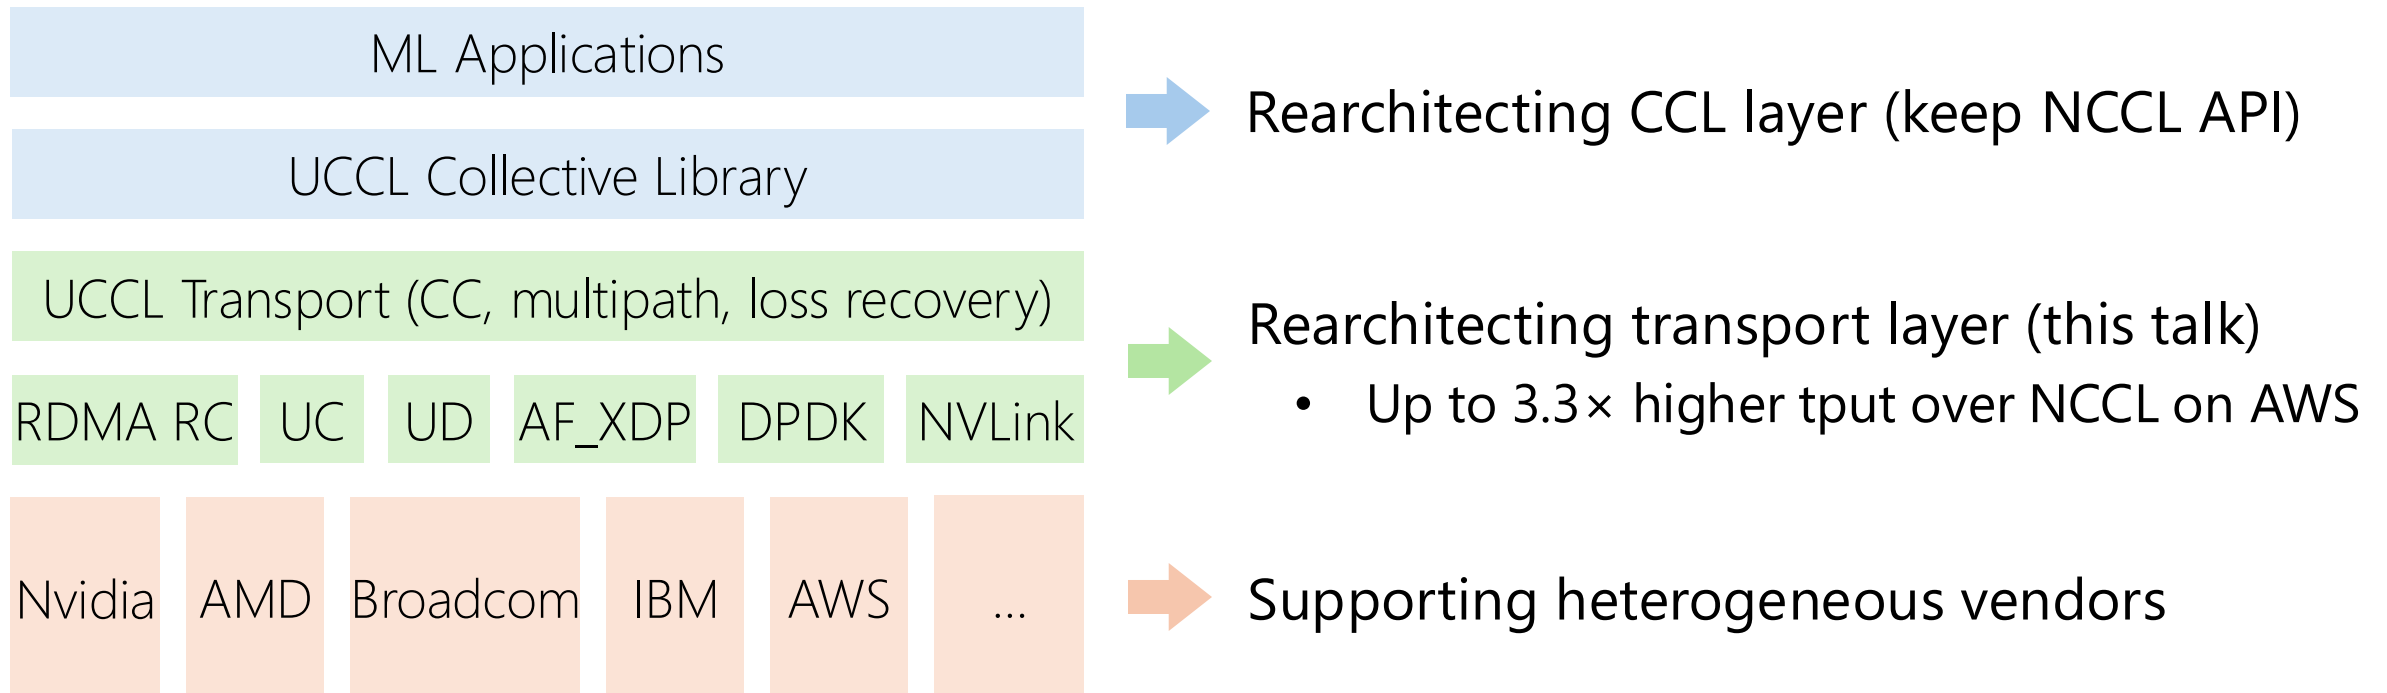 ML Applications
UCCL Collective Library
UCCL Transport (CC, multipath, loss recovery)
RDMA RC UC UD AF_XDP DPDK NVLink
Nvidia AMD Broadcom IBM AWS ...
Rearchitecting CCL layer (keep NCCL API)
Rearchitecting transport layer (this talk)
• Up to 3.3× higher tput over NCCL on AWS
Supporting heterogeneous vendors